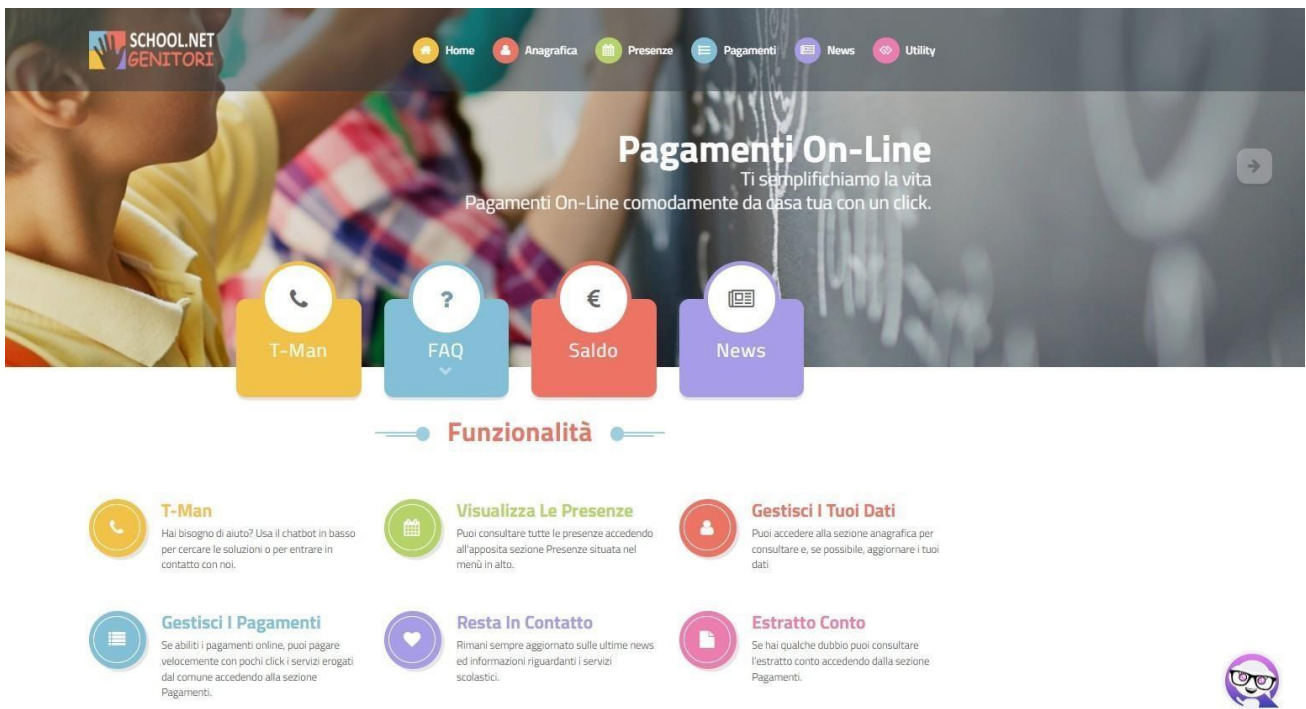 SCHOOL.NET
GENITORI
Home Anagrafica Presenze Pagamenti News Utility
Pagamenti On-Line
Ti semplifichiamo la vita
Pagamenti On-Line comodamente da casa tua con un click.
T-Man
?
FAQ
€
Saldo
News
Funzionalità
T-Man
Hai bisogno di aiuto? Usa il chatbot in basso
per cercare le soluzioni o per entrare in
contatto con noi.
Visualizza Le Presenze
Puoi consultare tutte le presenze accedendo
all'apposita sezione Presenze situata nel
menù in alto.
Gestisci I Tuoi Dati
Puoi accedere alla sezione anagrafica per
consultare e, se possibile, aggiornare i tuoi
dati
Gestisci I Pagamenti
Se abiliti i pagamenti online, puoi pagare
velocemente con pochi click i servizi erogati
dal comune accedendo alla sezione
Pagamenti.
Resta In Contatto
Rimani sempre aggiornato sulle ultime news
ed informazioni riguardanti i servizi
scolastici.
Estratto Conto
Se hai qualche dubbio puoi consultare
l'estratto conto accedendo dalla sezione
Pagamenti.